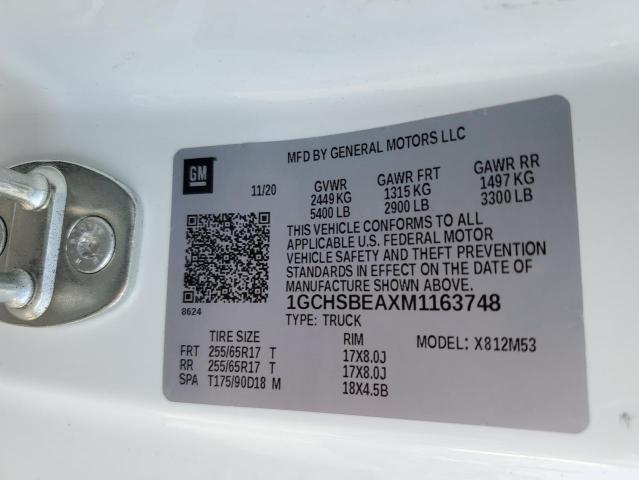 MFD BY GENERAL MOTORS LLC
GM
11/20
GVWR
2449 KG
5400 LB
GAWR FRT
1315 KG
2900 LB
GAWR RR
1497 KG
3300 LB
THIS VEHICLE CONFORMS TO ALL
APPLICABLE U.S. FEDERAL MOTOR
VEHICLE SAFETY AND THEFT PREVENTION
STANDARDS IN EFFECT ON THE DATE OF
MANUFACTURE SHOWN ABOVE.
8624
1GCHSBEAXM1163748
TYPE: TRUCK
MODEL: X812M53
TIRE SIZE RIM
FRT 255/65R17 T 17X8.0J
RR 255/65R17 T 17X8.0J
SPA T175/90D18 M 18X4.5B